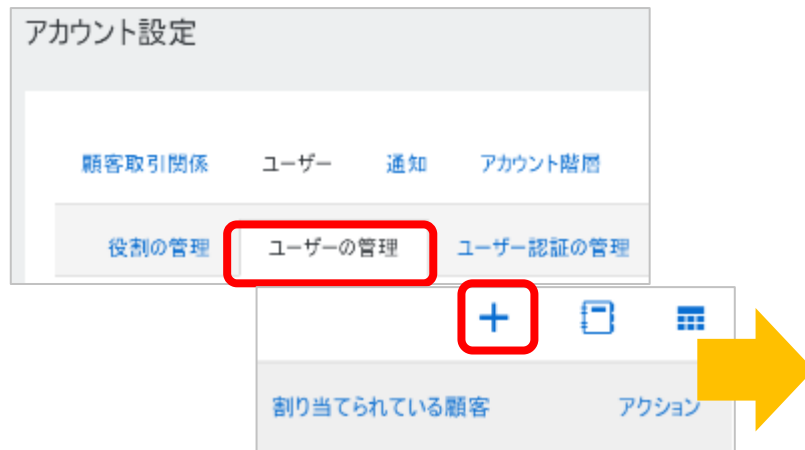 アカウント設定
顧客取引関係 ユーザー 通知 アカウント階層
役割の管理 ユーザーの管理 ユーザー認証の管理
割り当てられている顧客 アクション